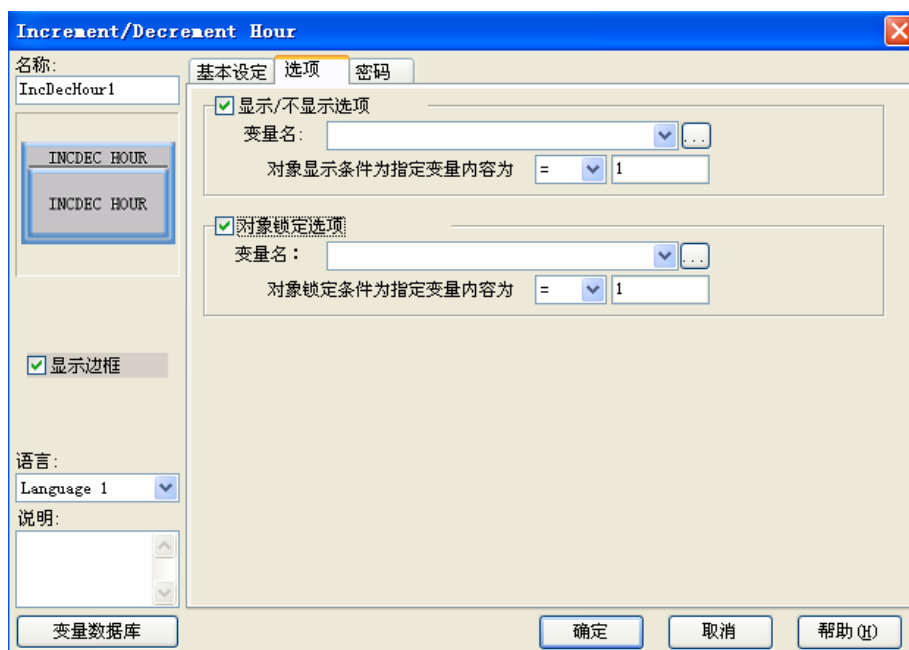 Increment/Decrement Hour
名称:
IncDecHour1
INCDEC HOUR
INCDEC HOUR
显示边框
语言:
Language 1
说明:
变量数据库
基本设定 选项 密码
显示/不显示选项
变量名:
...
对象显示条件为指定变量内容为 = 1
对象锁定选项
变量名：
...
对象锁定条件为指定变量内容为 = 1
确定 取消 帮助(H)